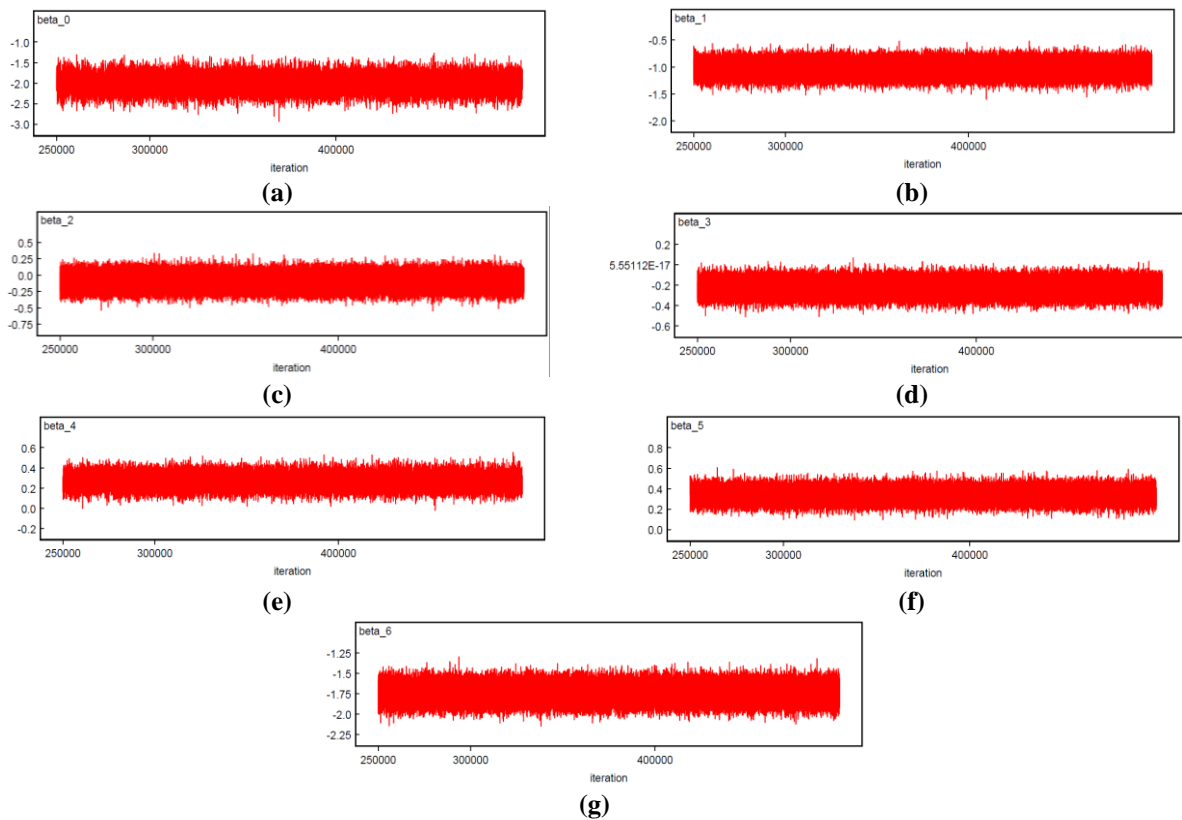 beta_0
-1.0
-1.5
-2.0
-2.5
-3.0
250000 300000 400000
iteration
(a)
beta_1
-0.5
-1.0
-1.5
-2.0
250000 300000 400000
iteration
(b)
beta_2
0.5
0.25
0.0
-0.25
-0.5
-0.75
250000 300000 400000
iteration
(c)
beta_3
0.2
5.55112E-17
-0.2
-0.4
-0.6
250000 300000 400000
iteration
(d)
beta_4
0.6
0.4
0.2
0.0
-0.2
250000 300000 400000
iteration
(e)
beta_5
0.8
0.6
0.4
0.2
0.0
250000 300000 400000
iteration
(f)
beta_6
-1.25
-1.5
-1.75
-2.0
-2.25
250000 300000 400000
iteration
(g)